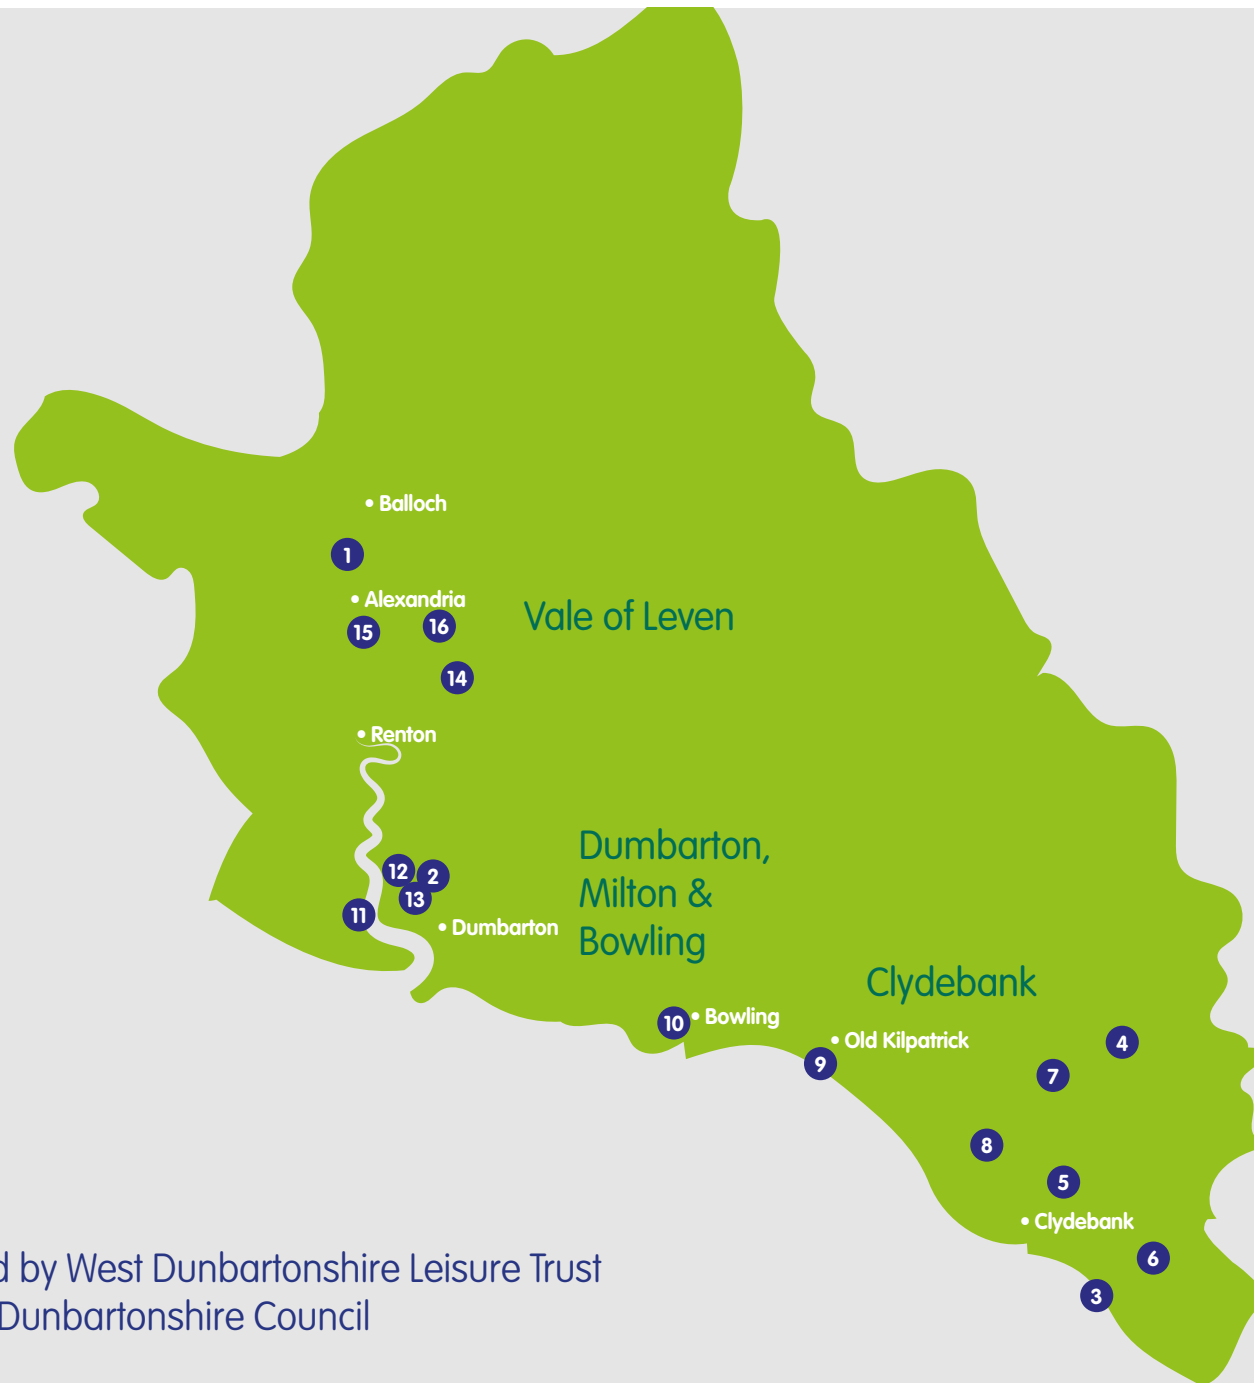 Balloch
1
Alexandria
15
16
Vale of Leven
14
Renton
Dumbarton,
Milton &
Bowling
12
2
13
11
Dumbarton
Clydebank
10
Bowling
Old Kilpatrick
9
4
7
8
5
Clydebank
6
3
d by West Dunbartonshire Leisure Trust
Dunbartonshire Council